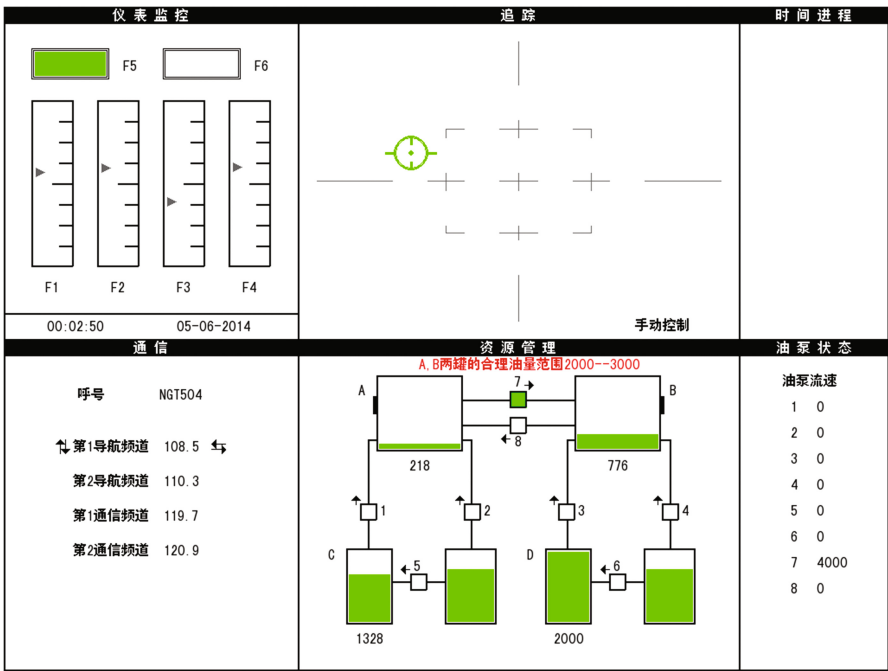 仪表监控
追踪
时间进程
F5
F6
F1
F2
F3
F4
00:02:50
05-06-2014
手动控制
通信
资源管理
油泵状态
呼号 NGT504
第1导航频道 108.5
第2导航频道 110.3
第1通信频道 119.7
第2通信频道 120.9
A,B两罐的合理油量范围2000--3000
A
7
B
8
218
776
1
2
3
4
C
5
D
6
1328
2000
油泵流速
1 0
2 0
3 0
4 0
5 0
6 0
7 4000
8 0